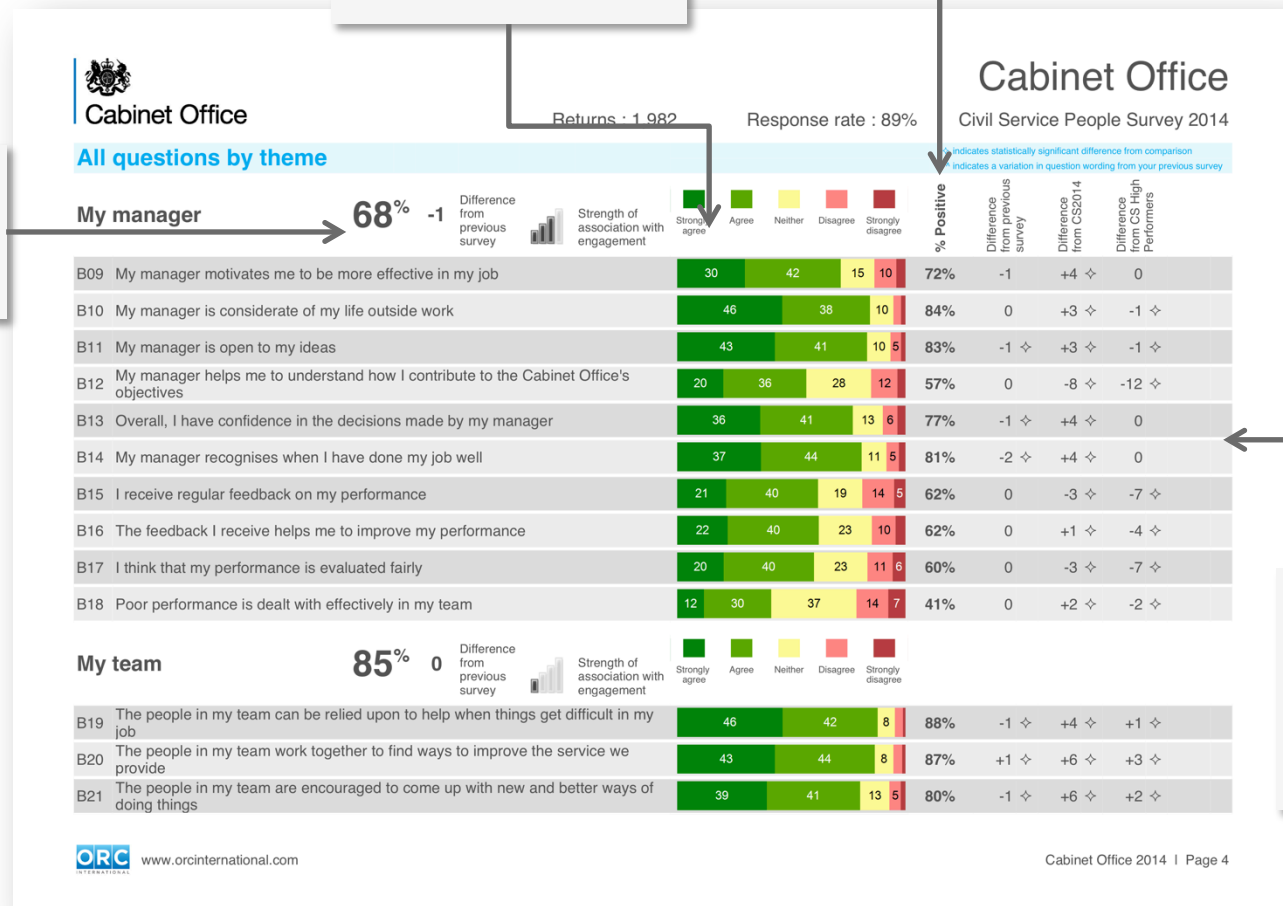 Cabinet Office
Cabinet Office
Returns : 1,982 Response rate : 89% Civil Service People Survey 2014
All questions by theme
indicates statistically significant difference from comparison
indicates a variation in question wording from your previous survey
My manager 68% -1 Difference from previous survey Strength of association with engagement
Strongly agree Agree Neither Disagree Strongly disagree
% Positive
Difference from previous survey
Difference from CS2014
Difference from CS High Performers
B09 My manager motivates me to be more effective in my job 30 42 15 10 72% -1 +4 ✧ 0
B10 My manager is considerate of my life outside work 46 38 10 84% 0 +3 ✧ -1 ✧
B11 My manager is open to my ideas 43 41 10 5 83% -1 ✧ +3 ✧ -1 ✧
B12 My manager helps me to understand how I contribute to the Cabinet Office's
objectives 20 36 28 12 57% 0 -8 ✧ -12 ✧
B13 Overall, I have confidence in the decisions made by my manager 36 41 13 6 77% -1 ✧ +4 ✧ 0
B14 My manager recognises when I have done my job well 37 44 11 5 81% -2 ✧ +4 ✧ 0
B15 I receive regular feedback on my performance 21 40 19 14 5 62% 0 -3 ✧ -7 ✧
B16 The feedback I receive helps me to improve my performance 22 40 23 10 62% 0 +1 ✧ -4 ✧
B17 I think that my performance is evaluated fairly 20 40 23 11 6 60% 0 -3 ✧ -7 ✧
B18 Poor performance is dealt with effectively in my team 12 30 37 14 7 41% 0 +2 ✧ -2 ✧
My team 85% 0 Difference from previous survey Strength of association with engagement
Strongly agree Agree Neither Disagree Strongly disagree
B19 The people in my team can be relied upon to help when things get difficult in my
job 46 42 8 88% -1 ✧ +4 ✧ +1 ✧
B20 The people in my team work together to find ways to improve the service we
provide 43 44 8 87% +1 ✧ +6 ✧ +3 ✧
B21 The people in my team are encouraged to come up with new and better ways of
doing things 39 41 13 5 80% -1 ✧ +6 ✧ +2 ✧
ORC
INTERNATIONAL
www.orcinternational.com
Cabinet Office 2014 | Page 4